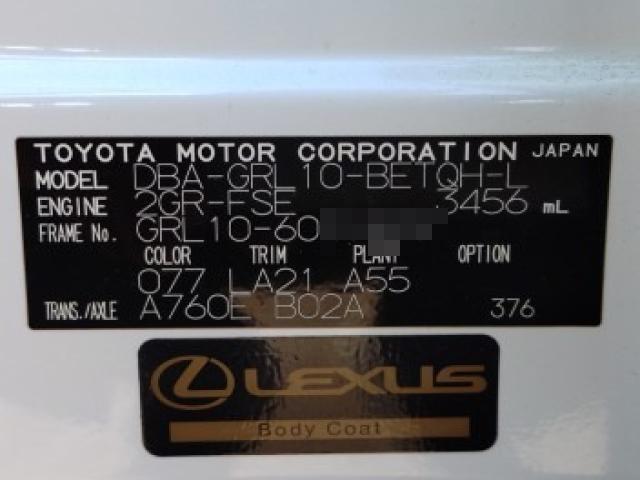 TOYOTA MOTOR CORPORATION JAPAN
MODEL DBA-GRL10-BETQH-L
ENGINE 2GR-FSE 3456 mL
FRAME No. GRL10-60
COLOR TRIM PLANT OPTION
077 LA21 A55
TRANS./AXLE A760E B02A 376
LEXUS
Body Coat